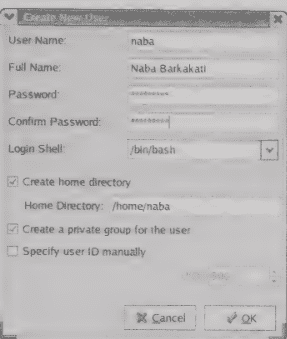 Create New User
User Name: naba
Full Name: Naba Barkakati
Password: *********
Confirm Password: *********
Login Shell: /bin/bash
Create home directory
Home Directory: /home/naba
Create a private group for the user
Specify user ID manually
Cancel OK